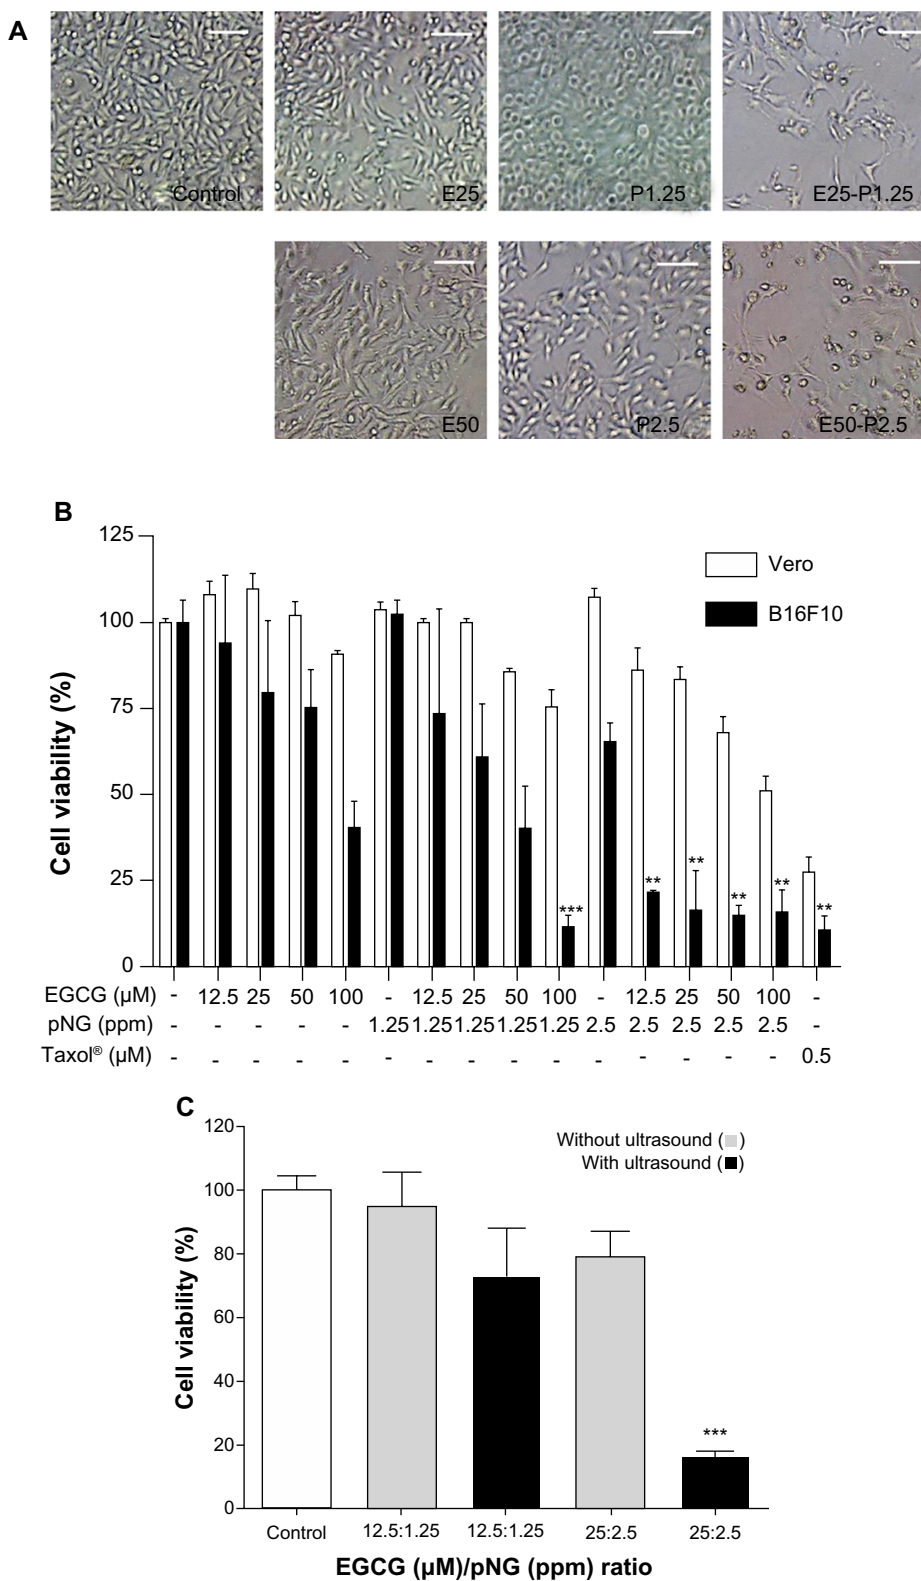 A
Control
E25
P1.25
E25-P1.25
E50
P2.5
E50-P2.5
B
125
100
75
50
25
0
Cell viability (%)
Vero
B16F10
*** ** ** ** ** **
EGCG (µM) - 12.5 25 50 100 - 12.5 25 50 100 - 12.5 25 50 100 -
pNG (ppm) - - - - - 1.25 1.25 1.25 1.25 1.25 2.5 2.5 2.5 2.5 2.5 -
Taxol® (µM) - - - - - - - - - - - - - - - 0.5
C
120
100
80
60
40
20
0
Cell viability (%)
Without ultrasound ( )
With ultrasound ( )
***
Control 12.5:1.25 12.5:1.25 25:2.5 25:2.5
EGCG (µM)/pNG (ppm) ratio